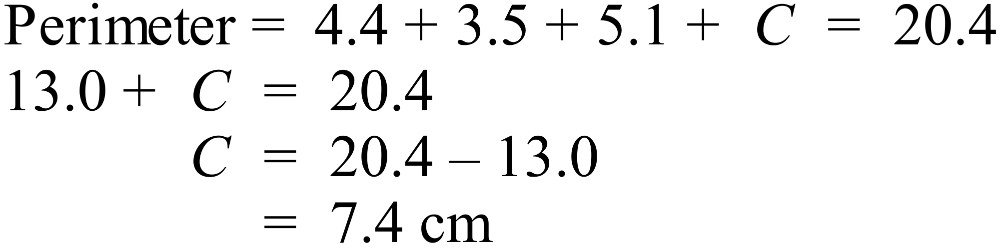 Perimeter = 4.4 + 3.5 + 5.1 + C = 20.4
13.0 + C = 20.4
C = 20.4 – 13.0
= 7.4 cm